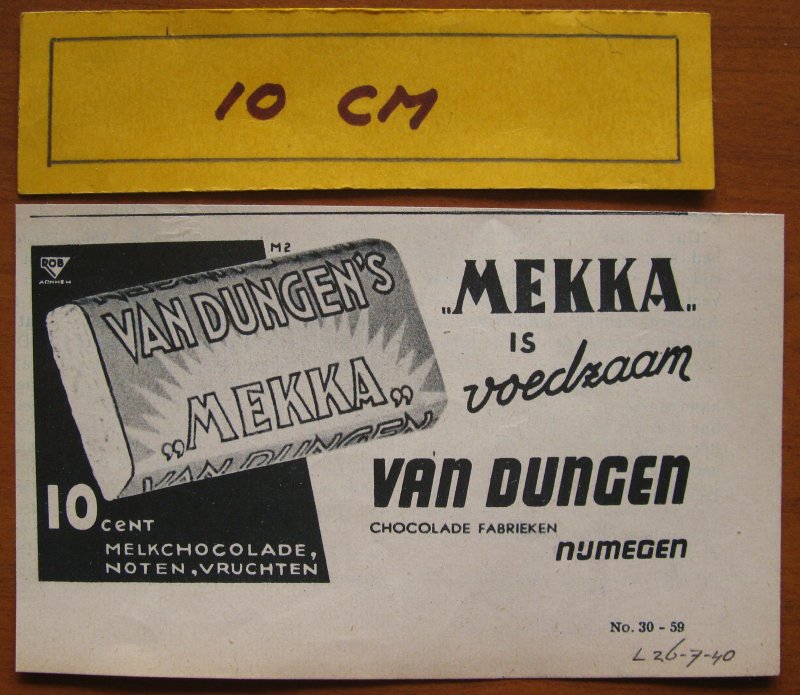 10 CM
M2
ROB
ARNHEM
VAN DUNGEN'S
„MEKKA„
VAN DUNGEN
10 CENT
MELKCHOCOLADE,
NOTEN, VRUCHTEN
„MEKKA„
IS
voedzaam
VAN DUNGEN
CHOCOLADE FABRIEKEN
NIJMEGEN
No. 30 - 59
L 26-7-40